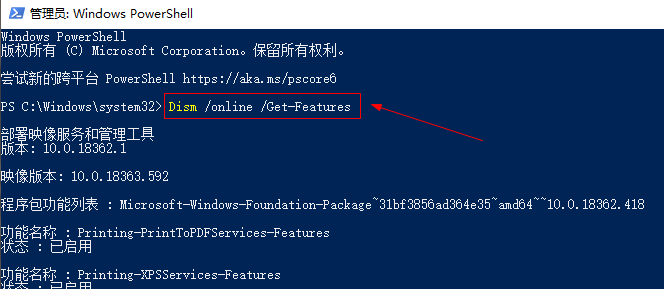 管理员: Windows PowerShell
Windows PowerShell
版权所有 (C) Microsoft Corporation。保留所有权利。
尝试新的跨平台 PowerShell https://aka.ms/pscore6
PS C:\Windows\system32> Dism /online /Get-Features
部署映像服务和管理工具
版本: 10.0.18362.1
映像版本: 10.0.18363.592
程序包功能列表 : Microsoft-Windows-Foundation-Package~31bf3856ad364e35~amd64~~10.0.18362.418
功能名称 : Printing-PrintToPDFServices-Features
状态 : 已启用
功能名称 : Printing-XPSServices-Features
状态 : 已启用